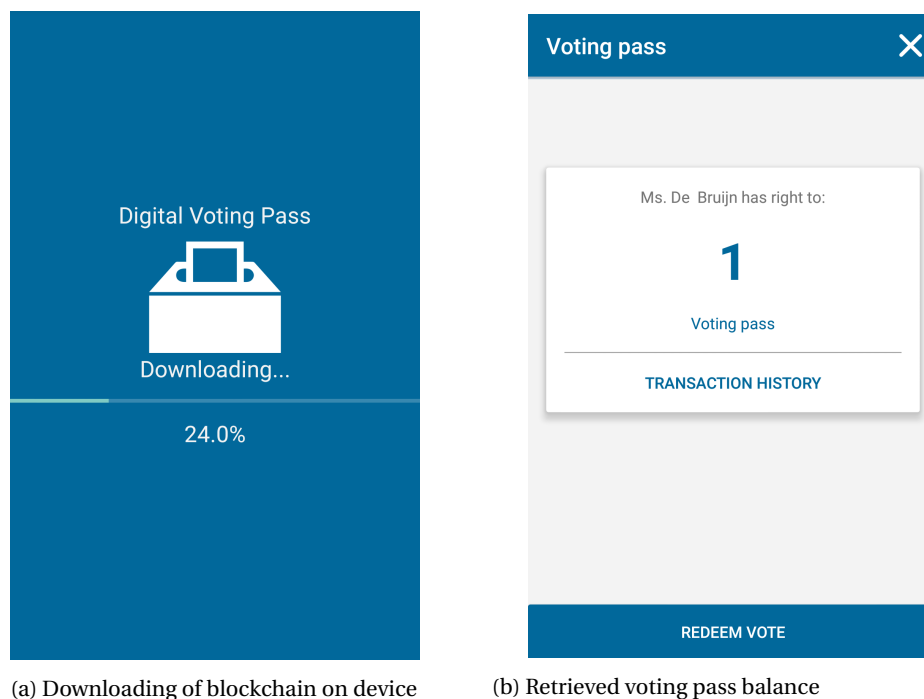 Digital Voting Pass
Downloading...
24.0%
(a) Downloading of blockchain on device
Voting pass
Ms. De Bruijn has right to:
1
Voting pass
TRANSACTION HISTORY
REDEEM VOTE
(b) Retrieved voting pass balance